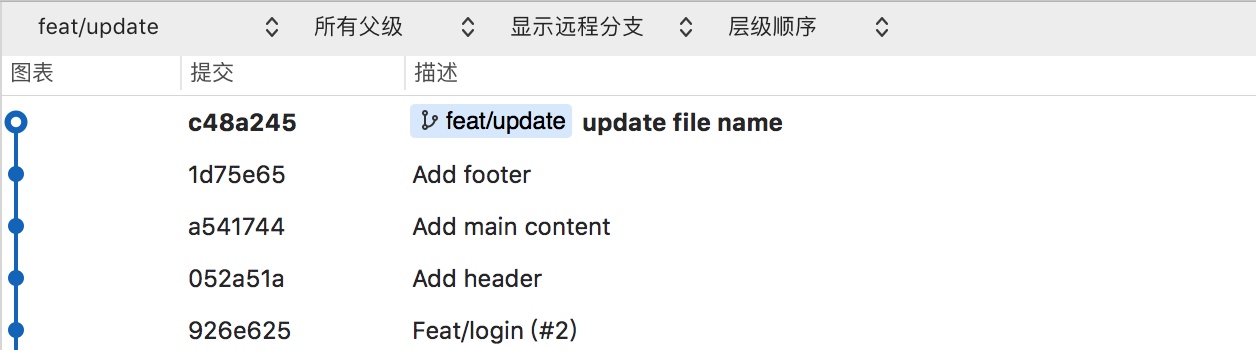 feat/update 所有父级 显示远程分支 层级顺序
图表 提交 描述
c48a245 feat/update update file name
1d75e65 Add footer
a541744 Add main content
052a51a Add header
926e625 Feat/login (#2)